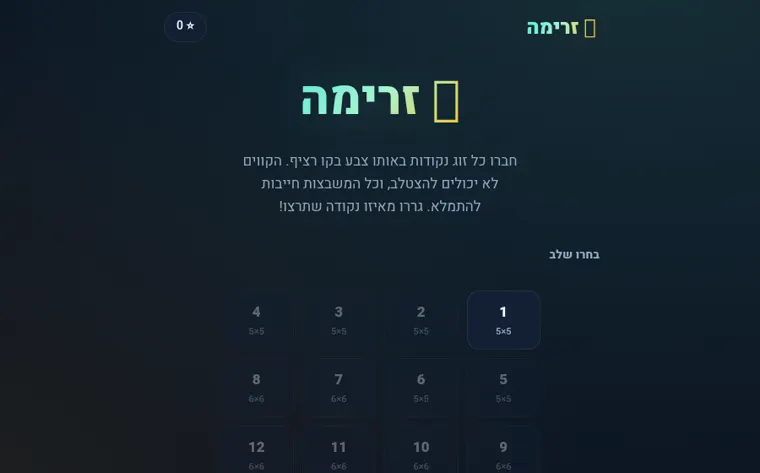 זרימה
⭐ 0
זרימה
חברו כל זוג נקודות באותו צבע בקו רציף. הקווים
לא יכולים להצטלב, וכל המשבצות חייבות
להתמלא. גררו מאיזו נקודה שתרצו!
בחרו שלב
1 2 3 4
5×5 5×5 5×5 5×5
5 6 7 8
5×5 5×5 6×6 6×6
9 10 11 12
6×6 6×6 6×6 6×6